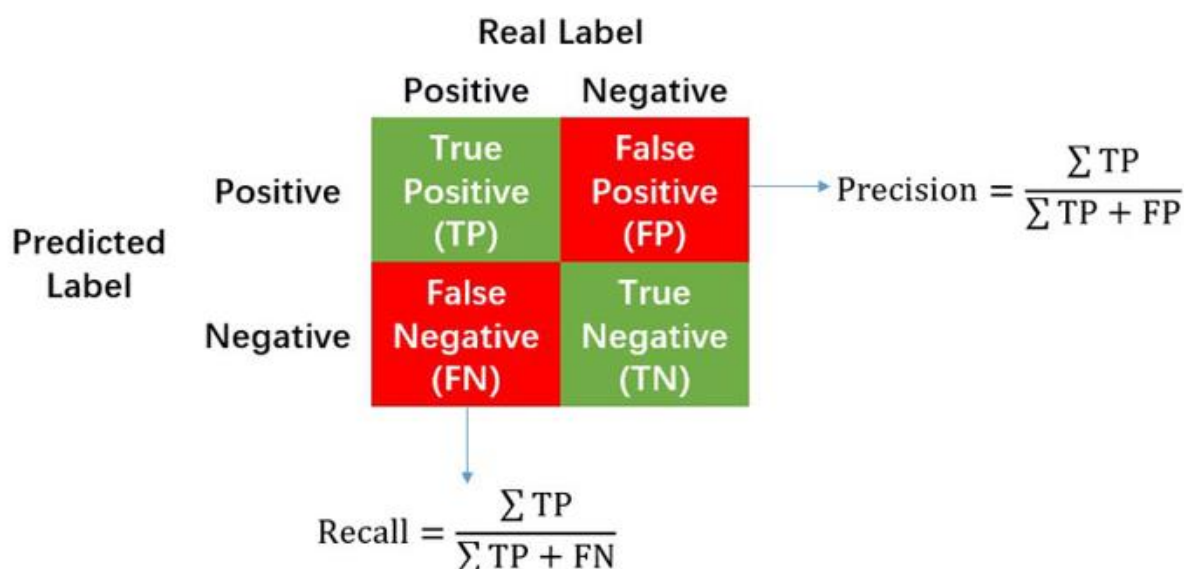 Real Label
Positive Negative
True Positive (TP)
False Positive (FP)
Positive
Precision = ∑ TP / ∑ TP + FP
Predicted Label
False Negative (FN)
True Negative (TN)
Negative
Recall = ∑ TP / ∑ TP + FN